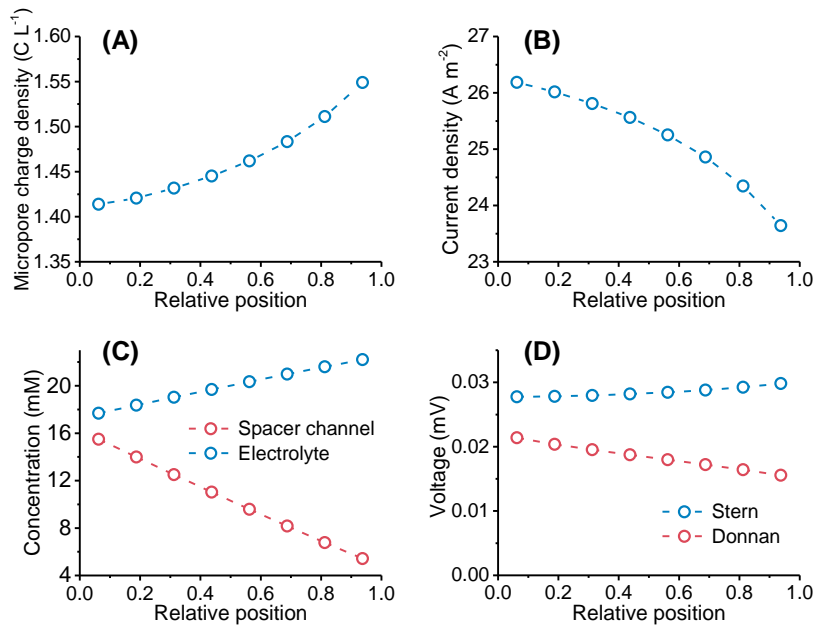 (A)
Micropore charge density (C L⁻¹)
1.60
1.55
1.50
1.45
1.40
1.35
0.0 0.2 0.4 0.6 0.8 1.0
Relative position
(B)
Current density (A m⁻²)
27
26
25
24
23
0.0 0.2 0.4 0.6 0.8 1.0
Relative position
(C)
Concentration (mM)
20
16
12
8
4
Spacer channel
Electrolyte
0.0 0.2 0.4 0.6 0.8 1.0
Relative position
(D)
Voltage (mV)
0.03
0.02
0.01
0.00
Stern
Donnan
0.0 0.2 0.4 0.6 0.8 1.0
Relative position